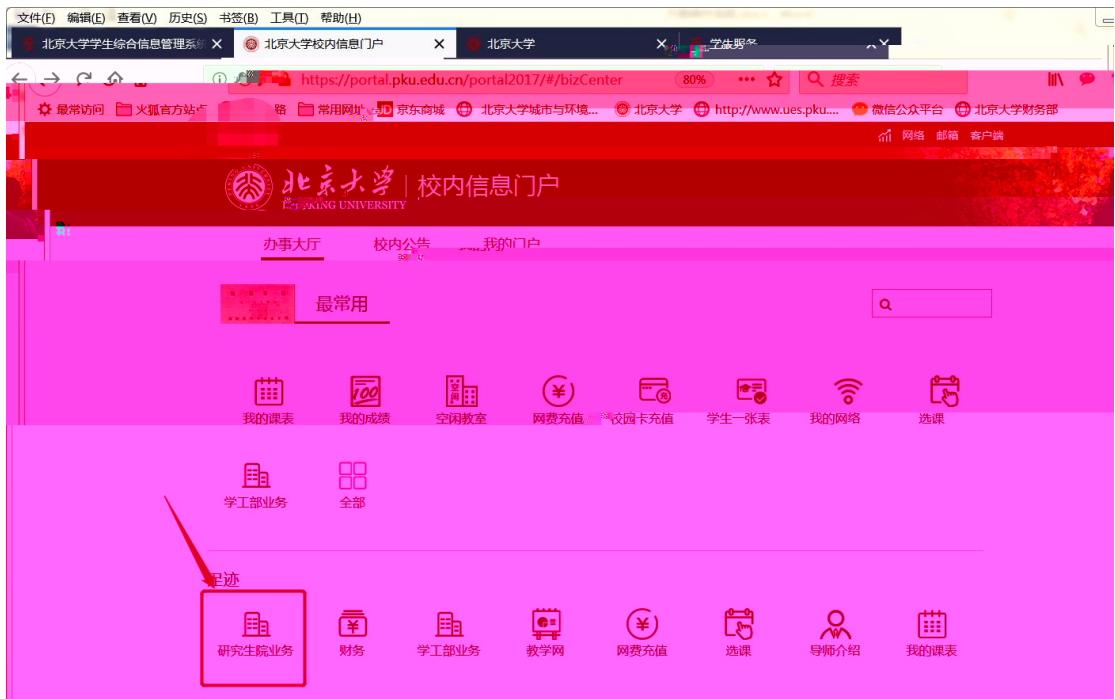 文件(F) 编辑(E) 查看(V) 历史(S) 书签(B) 工具(T) 帮助(H)
北京大学学生综合信息管理系统 北京大学校内信息门户 北京大学
https://portal.pku.edu.cn/portal2017/#/bizCenter 80% 搜索
最常访问 火狐官方站点 常用网址 京东商城 北京大学城市与环境... 北京大学 http://www.ues.pku.... 微信公众平台 北京大学财务部
网络 邮箱 客户端
北京大学 校内信息门户
PEKING UNIVERSITY
办事大厅 校内公告 我的门户
最常用
我的课表 我的成绩 空闲教室 网费充值 校园卡充值 学生一张表 我的网络 选课
学工部业务 全部
足迹
研究生院业务 财务 学工部业务 教学网 网费充值 选课 导师介绍 我的课表